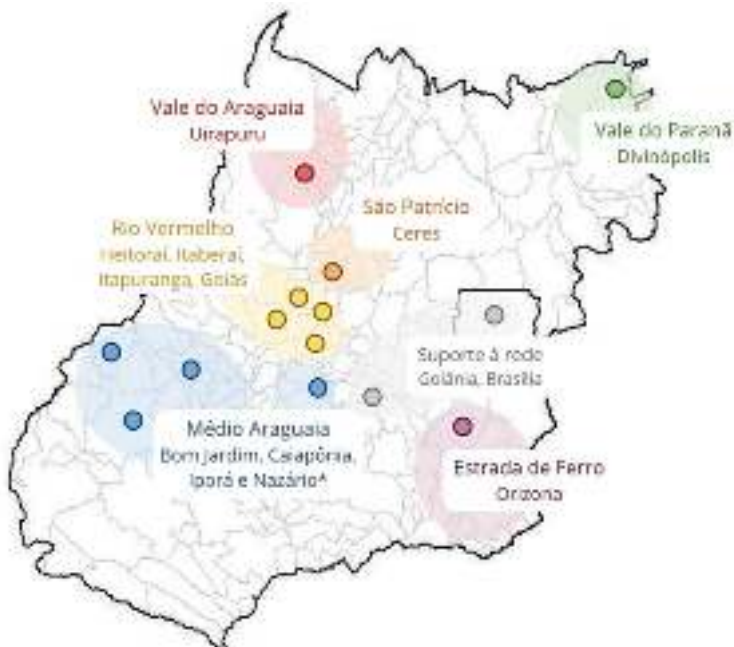 Vale do Araguaia
Uirapuru
Vale do Paranã
Divinópolis
São Patrício
Ceres
Rio Vermelho
Heitoraí, Itaberaí,
Itapuranga, Goiás
Suporte à rede
Goiânia, Brasília
Médio Araguaia
Bom Jardim, Caiapônia,
Iporá e Nazário*
Estrada de Ferro
Orizona